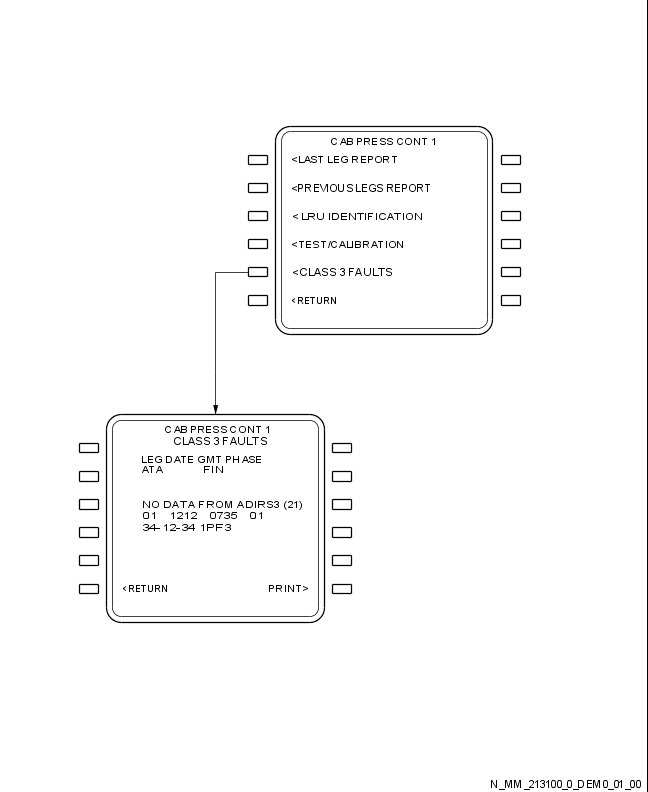 CAB PRESS CONT 1
<LAST LEG REPORT
<PREVIOUS LEGS REPORT
<LRU IDENTIFICATION
<TEST/CALIBRATION
<CLASS 3 FAULTS
<RETURN
CAB PRESS CONT 1
CLASS 3 FAULTS
LEG DATE GMT PHASE
ATA FIN
NO DATA FROM ADIRS3 (21)
01 1212 0735 01
34-12-34 1PF3
<RETURN PRINT>
N_MM_213100_0_DEM0_01_00